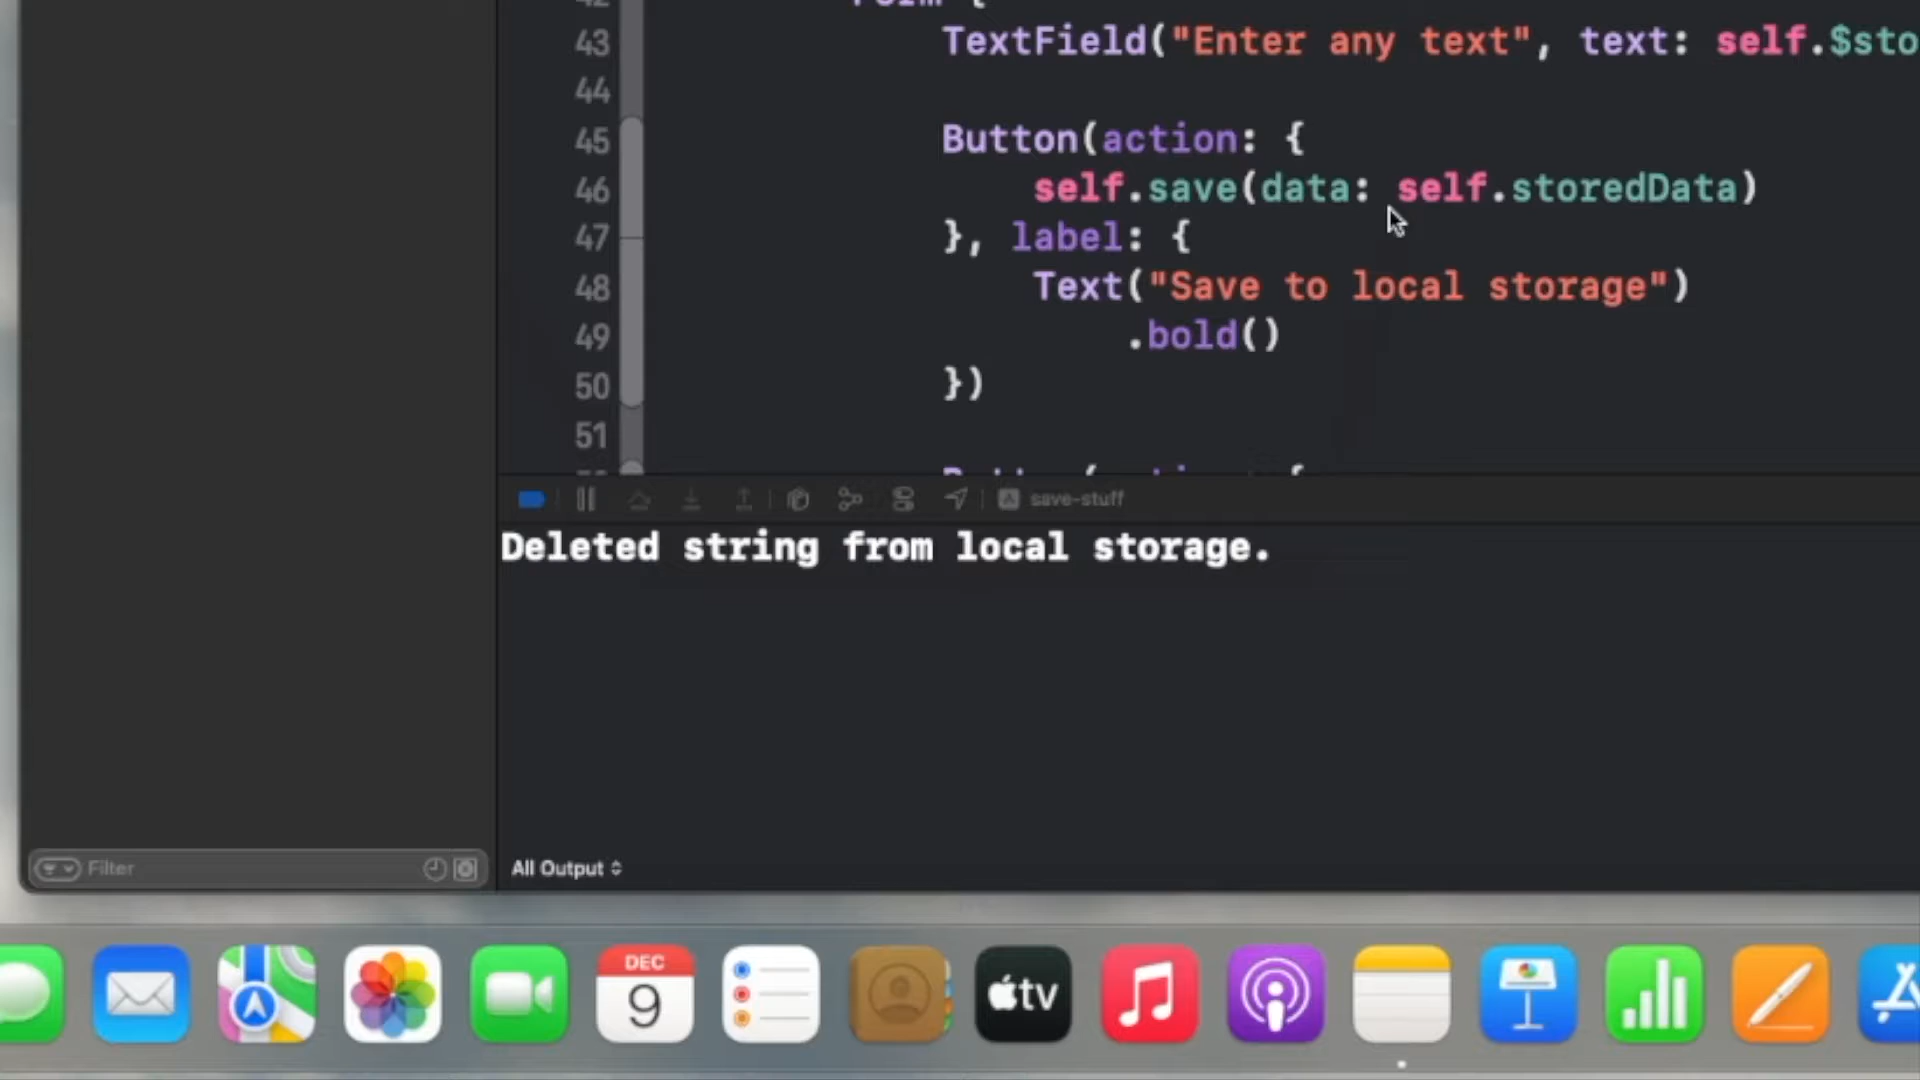 42 Form {
43 TextField("Enter any text", text: self.$sto
44
45 Button(action: {
46 self.save(data: self.storedData)
47 }, label: {
48 Text("Save to local storage")
49 .bold()
50 })
51
save-stuff
Deleted string from local storage.
Filter
All Output
DEC
9
tv